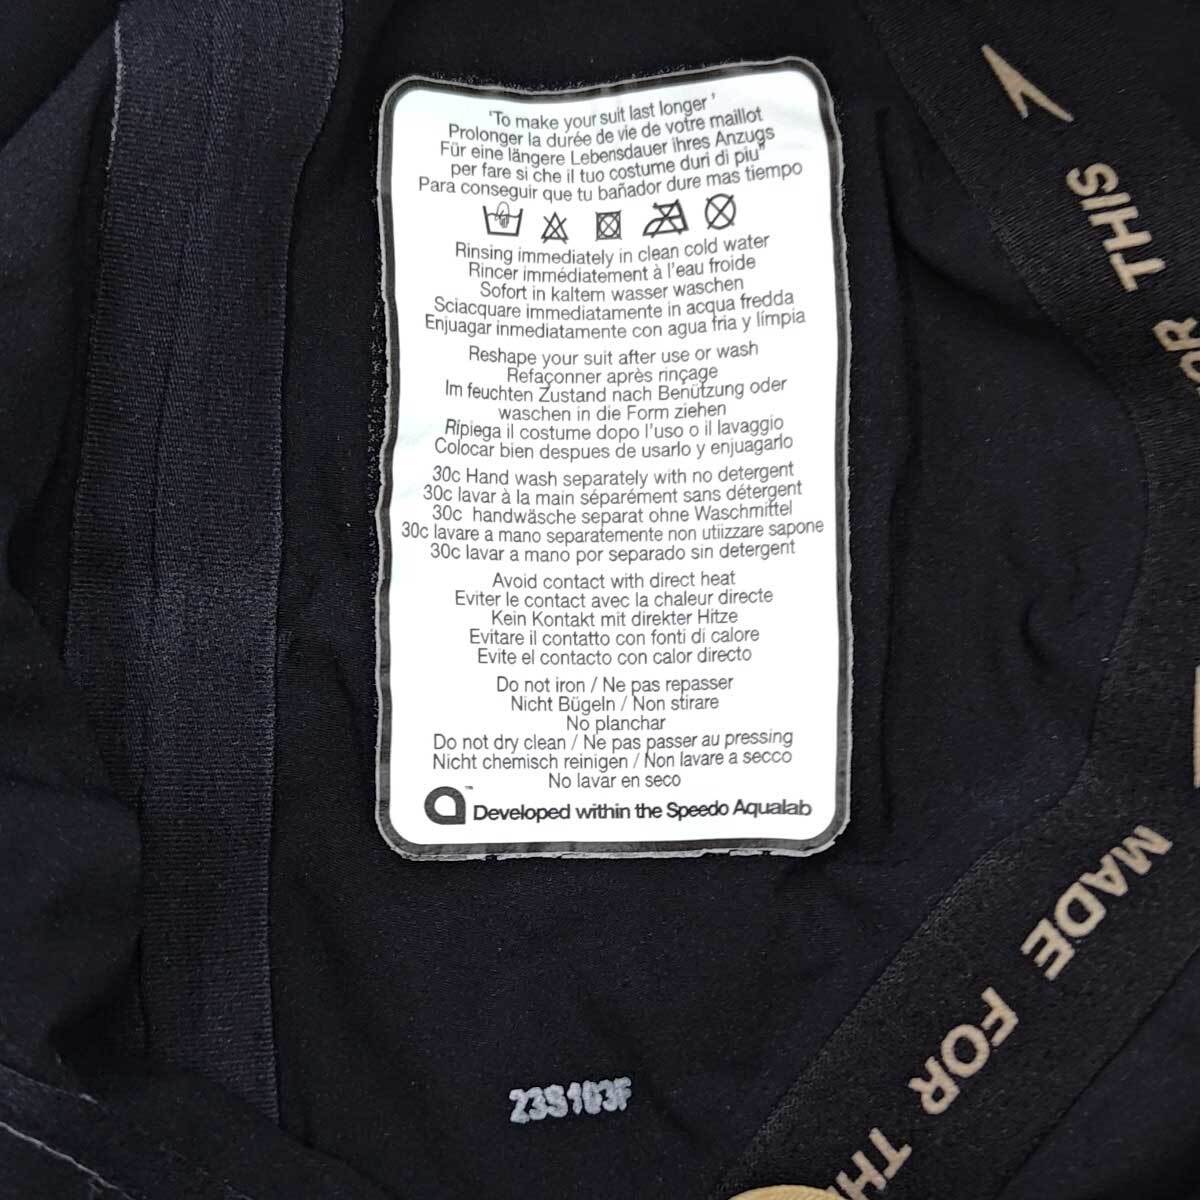 'To make your suit last longer'
Prolonger la durée de vie de votre maillot
Für eine längere Lebensdauer ihres Anzugs
per fare si che il tuo costume duri di piu"
Para conseguir que tu bañador dure mas tiempo
Rinsing immediately in clean cold water
Rincer immédiatement à l'eau froide
Sofort in kaltem wasser waschen
Sciacquare immediatamente in acqua fredda
Enjuagar inmediatamente con agua fria y límpia
Reshape your suit after use or wash
Refaçonner après rinçage
Im feuchten Zustand nach Benützung oder
waschen in die Form ziehen
Ripiega il costume dopo l'uso o il lavaggio
Colocar bien despues de usarlo y enjuagarlo
30c Hand wash separately with no detergent
30c lavar à la main séparément sans détergent
30c handwäsche separat ohne Waschmittel
30c lavare a mano separatemente non utiizzare sapone
30c lavar a mano por separado sin detergent
Avoid contact with direct heat
Eviter le contact avec la chaleur directe
Kein Kontakt mit direkter Hitze
Evitare il contatto con fonti di calore
Evite el contacto con calor directo
Do not iron / Ne pas repasser
Nicht Bügeln / Non stirare
No planchar
Do not dry clean / Ne pas passer au pressing
Nicht chemisch reinigen / Non lavare a secco
No lavar en seco
™ Developed within the Speedo Aqualab
23S103F
THIS
OR
MADE FOR TH